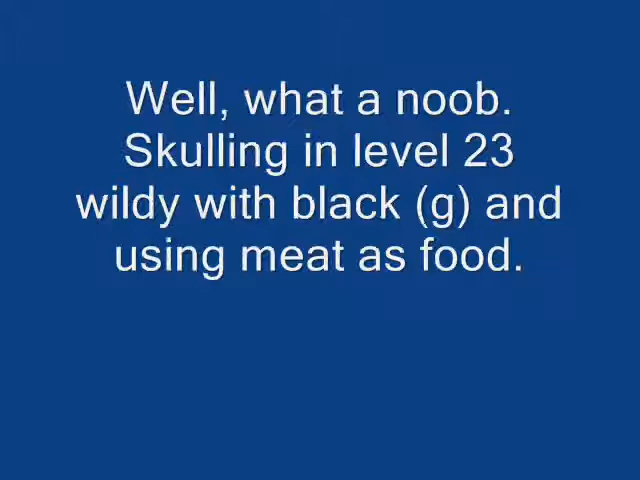 Well, what a noob.
Skulling in level 23
wildy with black (g) and
using meat as food.